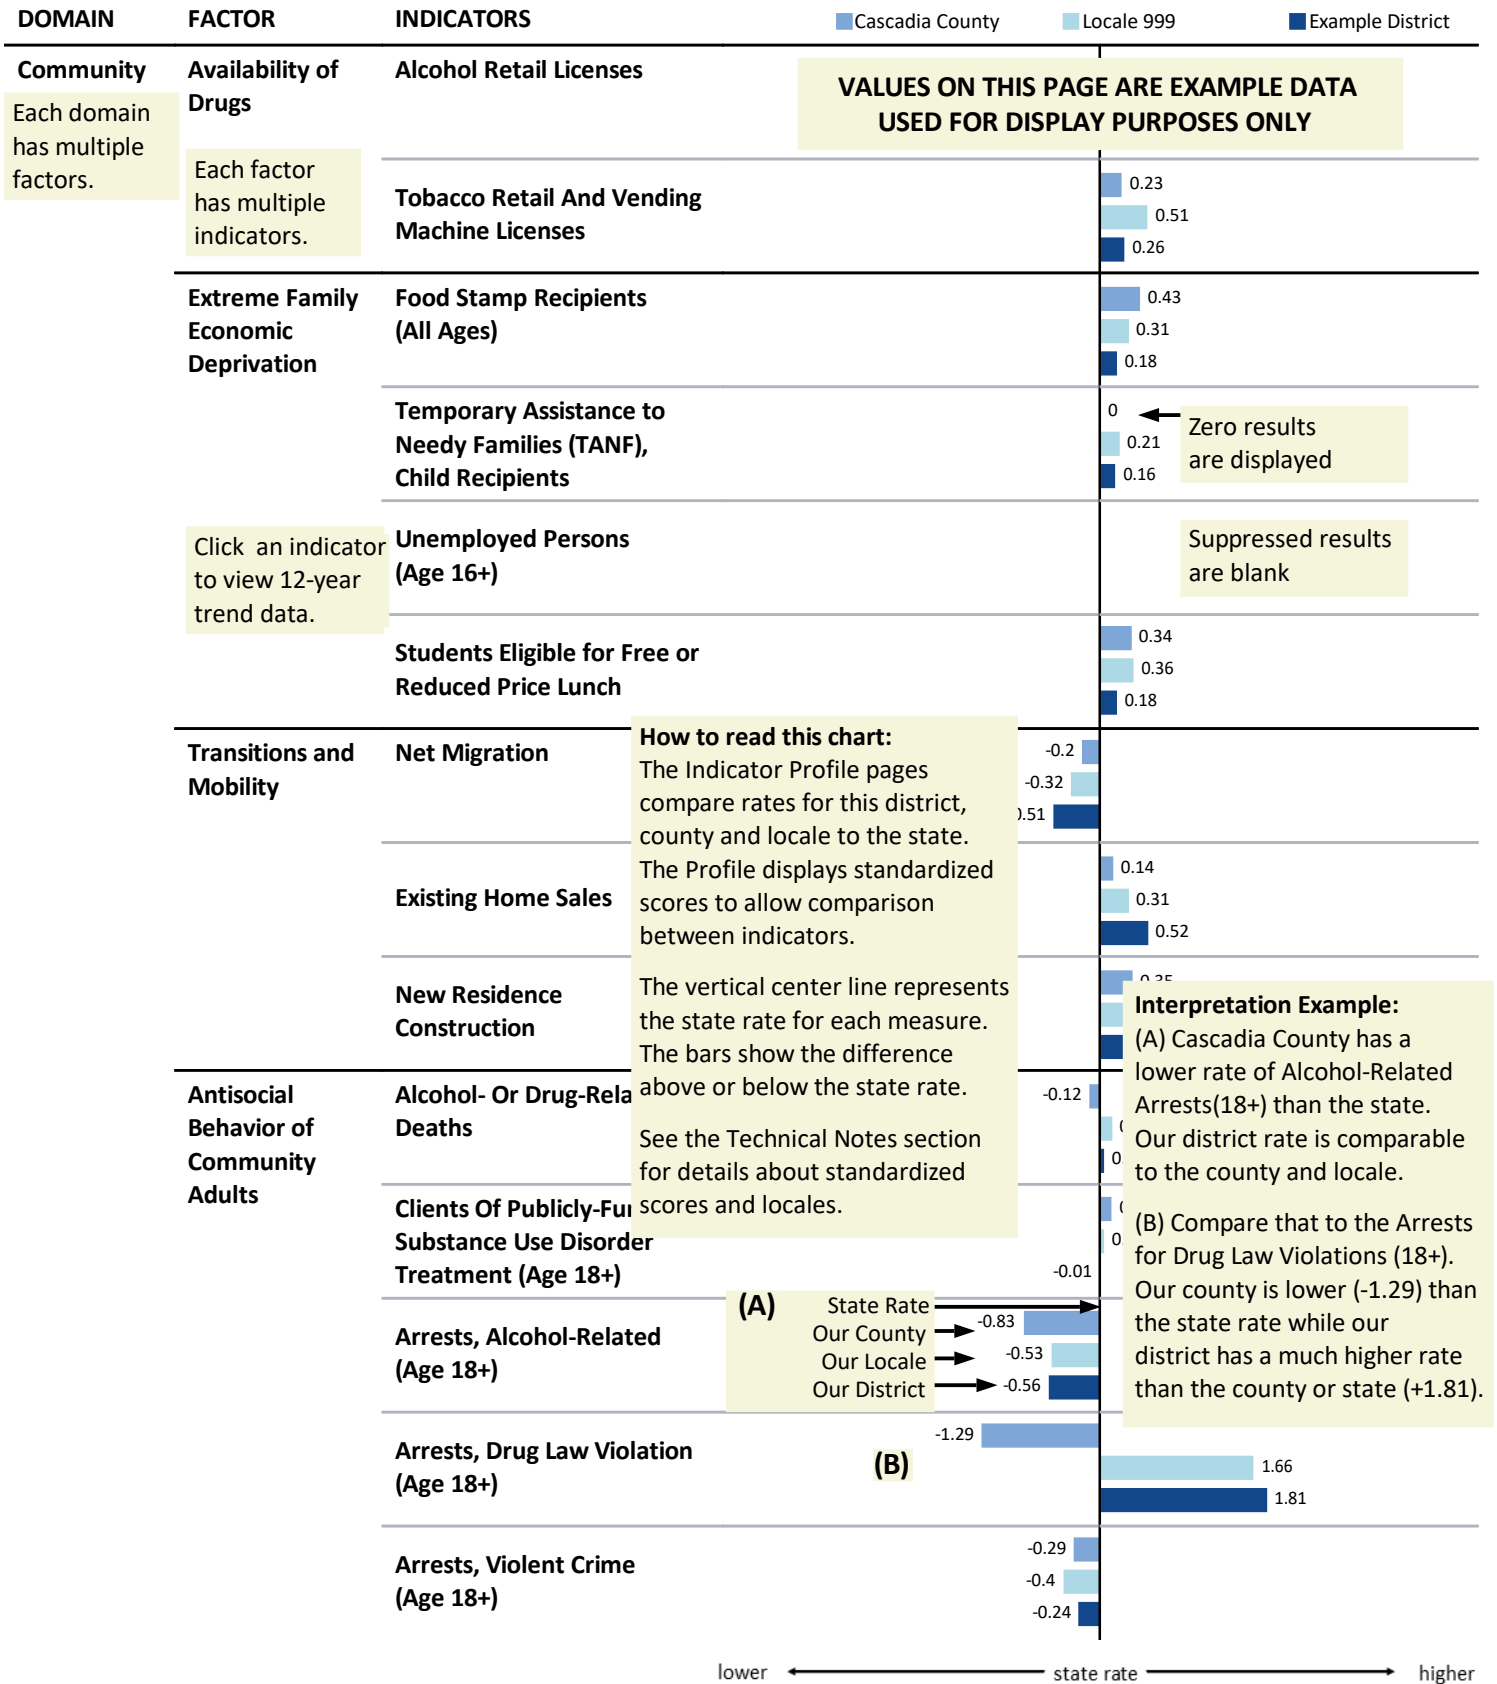 DOMAIN FACTOR INDICATORS Cascadia County Locale 999 Example District
Community
Each domain
has multiple
factors.
Availability of
Drugs
Each factor
has multiple
indicators.
Alcohol Retail Licenses
VALUES ON THIS PAGE ARE EXAMPLE DATA
USED FOR DISPLAY PURPOSES ONLY
Tobacco Retail And Vending
Machine Licenses
0.23
0.51
0.26
Extreme Family
Economic
Deprivation
Food Stamp Recipients
(All Ages)
0.43
0.31
0.18
Temporary Assistance to
Needy Families (TANF),
Child Recipients
0
0.21
0.16
Zero results
are displayed
Click an indicator
to view 12-year
trend data.
Unemployed Persons
(Age 16+)
Suppressed results
are blank
Students Eligible for Free or
Reduced Price Lunch
0.34
0.36
0.18
Transitions and
Mobility
Net Migration
-0.2
-0.32
.51
How to read this chart:
The Indicator Profile pages
compare rates for this district,
county and locale to the state.
The Profile displays standardized
scores to allow comparison
between indicators.
The vertical center line represents
the state rate for each measure.
The bars show the difference
above or below the state rate.
See the Technical Notes section
for details about standardized
scores and locales.
Existing Home Sales
0.14
0.31
0.52
New Residence
Construction
Interpretation Example:
(A) Cascadia County has a
lower rate of Alcohol-Related
Arrests(18+) than the state.
Our district rate is comparable
to the county and locale.
(B) Compare that to the Arrests
for Drug Law Violations (18+).
Our county is lower (-1.29) than
the state rate while our
district has a much higher rate
than the county or state (+1.81).
Antisocial
Behavior of
Community
Adults
Alcohol- Or Drug-Rela
Deaths
-0.12
0.
Clients Of Publicly-Fu
Substance Use Disorder
Treatment (Age 18+)
0.
-0.01
Arrests, Alcohol-Related
(Age 18+)
(A) State Rate
Our County -0.83
Our Locale -0.53
Our District -0.56
Arrests, Drug Law Violation
(Age 18+)
(B)
-1.29
1.66
1.81
Arrests, Violent Crime
(Age 18+)
-0.29
-0.4
-0.24
lower state rate higher